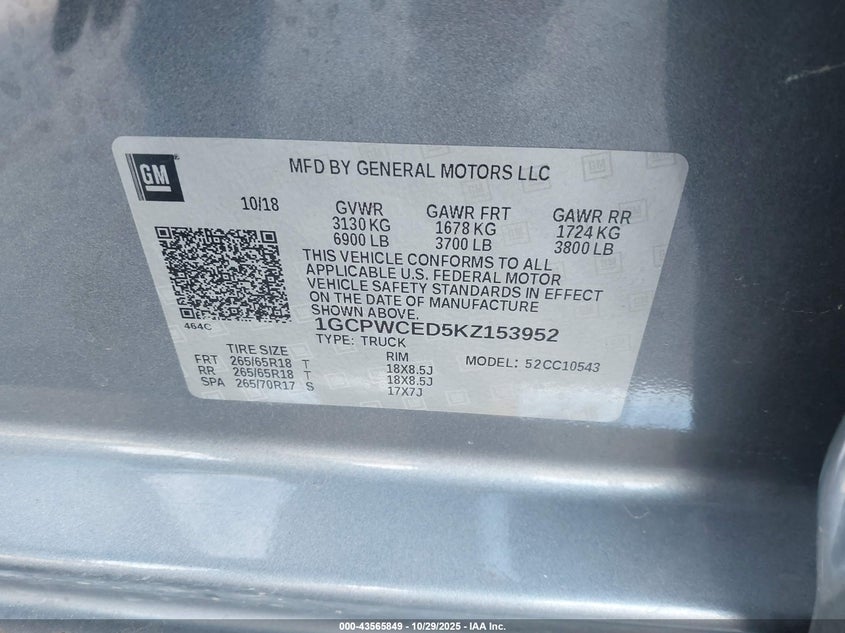 GM
MFD BY GENERAL MOTORS LLC
10/18 GVWR GAWR FRT GAWR RR
3130 KG 1678 KG 1724 KG
6900 LB 3700 LB 3800 LB
THIS VEHICLE CONFORMS TO ALL
APPLICABLE U.S. FEDERAL MOTOR
VEHICLE SAFETY STANDARDS IN EFFECT
ON THE DATE OF MANUFACTURE
SHOWN ABOVE.
464C
1GCPWCED5KZ153952
TYPE: TRUCK
MODEL: 52CC10543
TIRE SIZE RIM
FRT 265/65R18 T 18X8.5J
RR 265/65R18 T 18X8.5J
SPA 265/70R17 S 17X7J
000-43565849 - 10/29/2025 - IAA Inc.